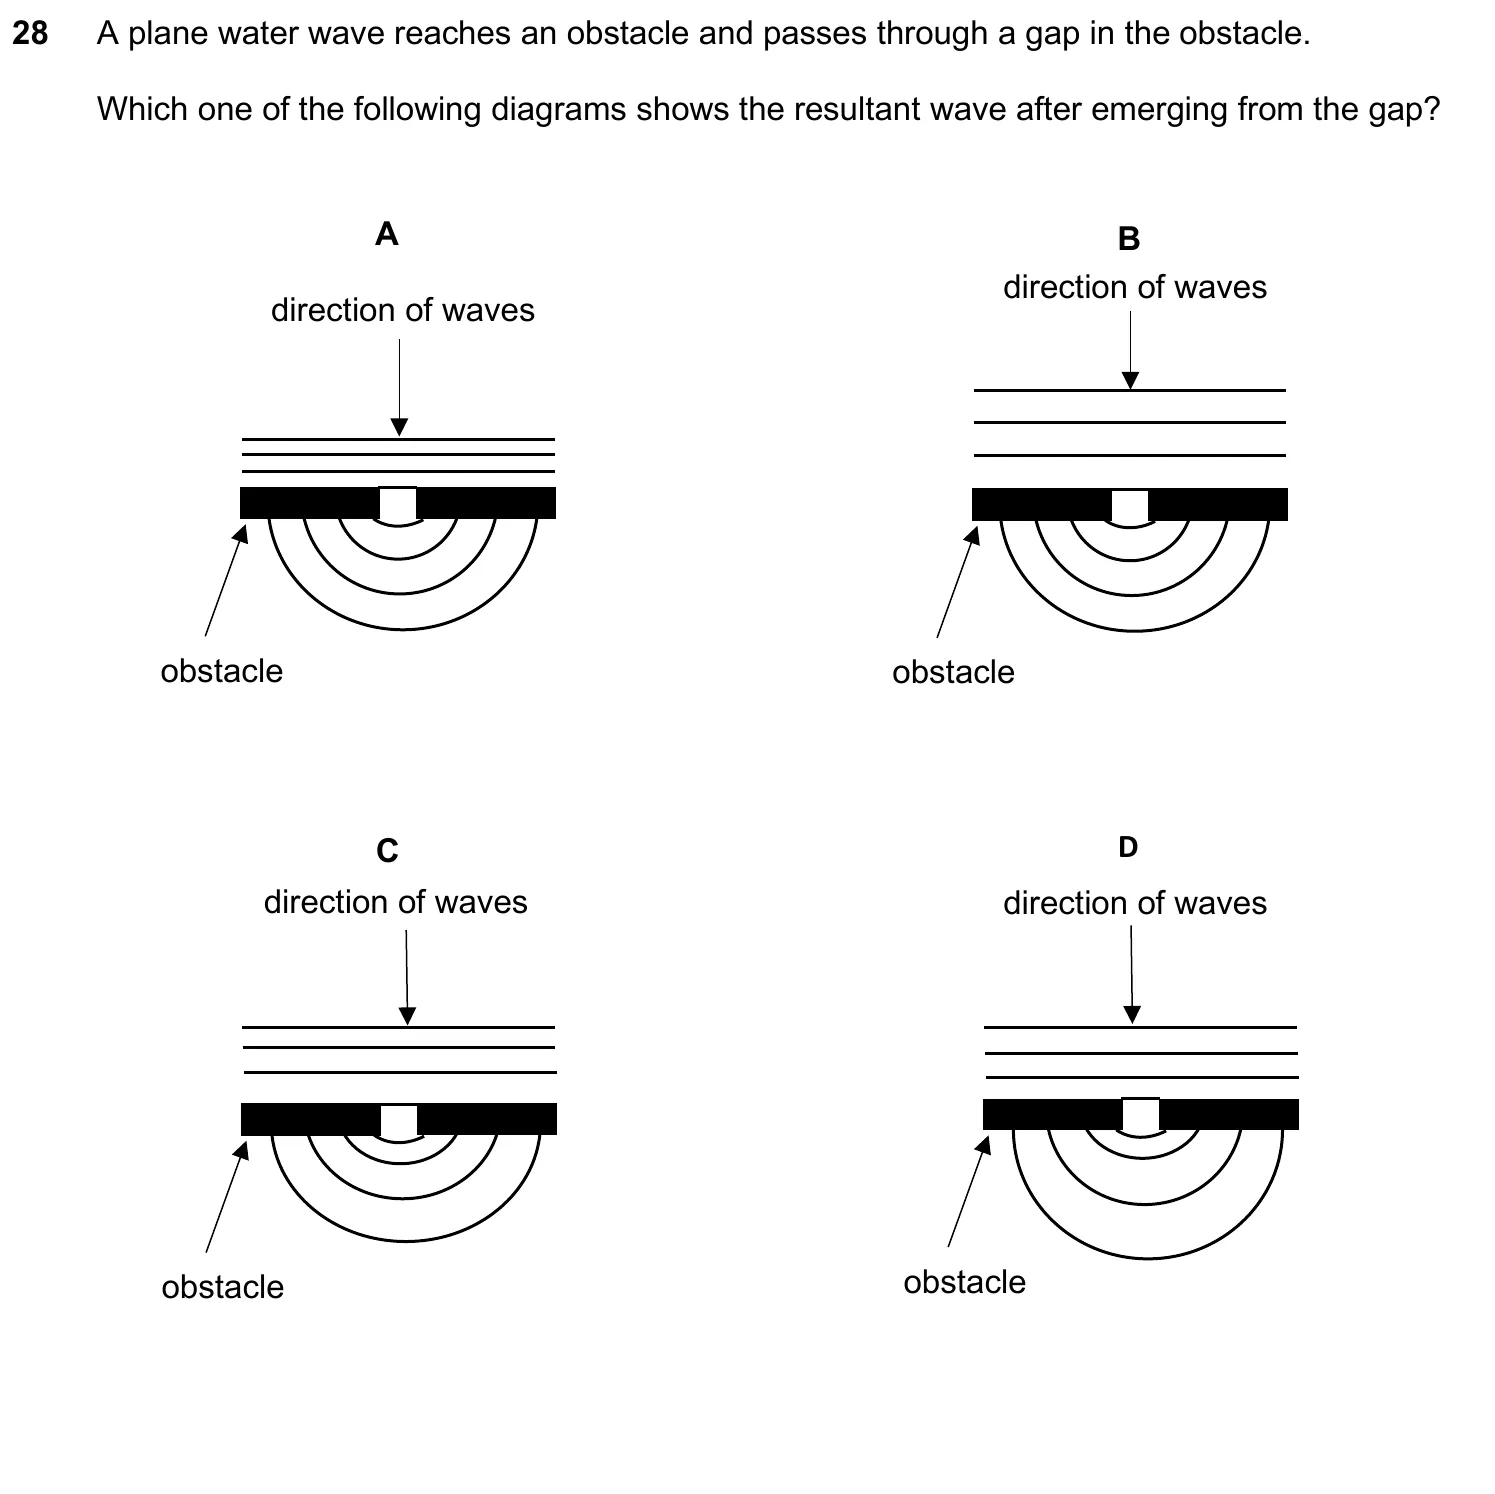 28 A plane water wave reaches an obstacle and passes through a gap in the obstacle.
Which one of the following diagrams shows the resultant wave after emerging from the gap?
A
direction of waves
obstacle
B
direction of waves
obstacle
C
direction of waves
obstacle
D
direction of waves
obstacle